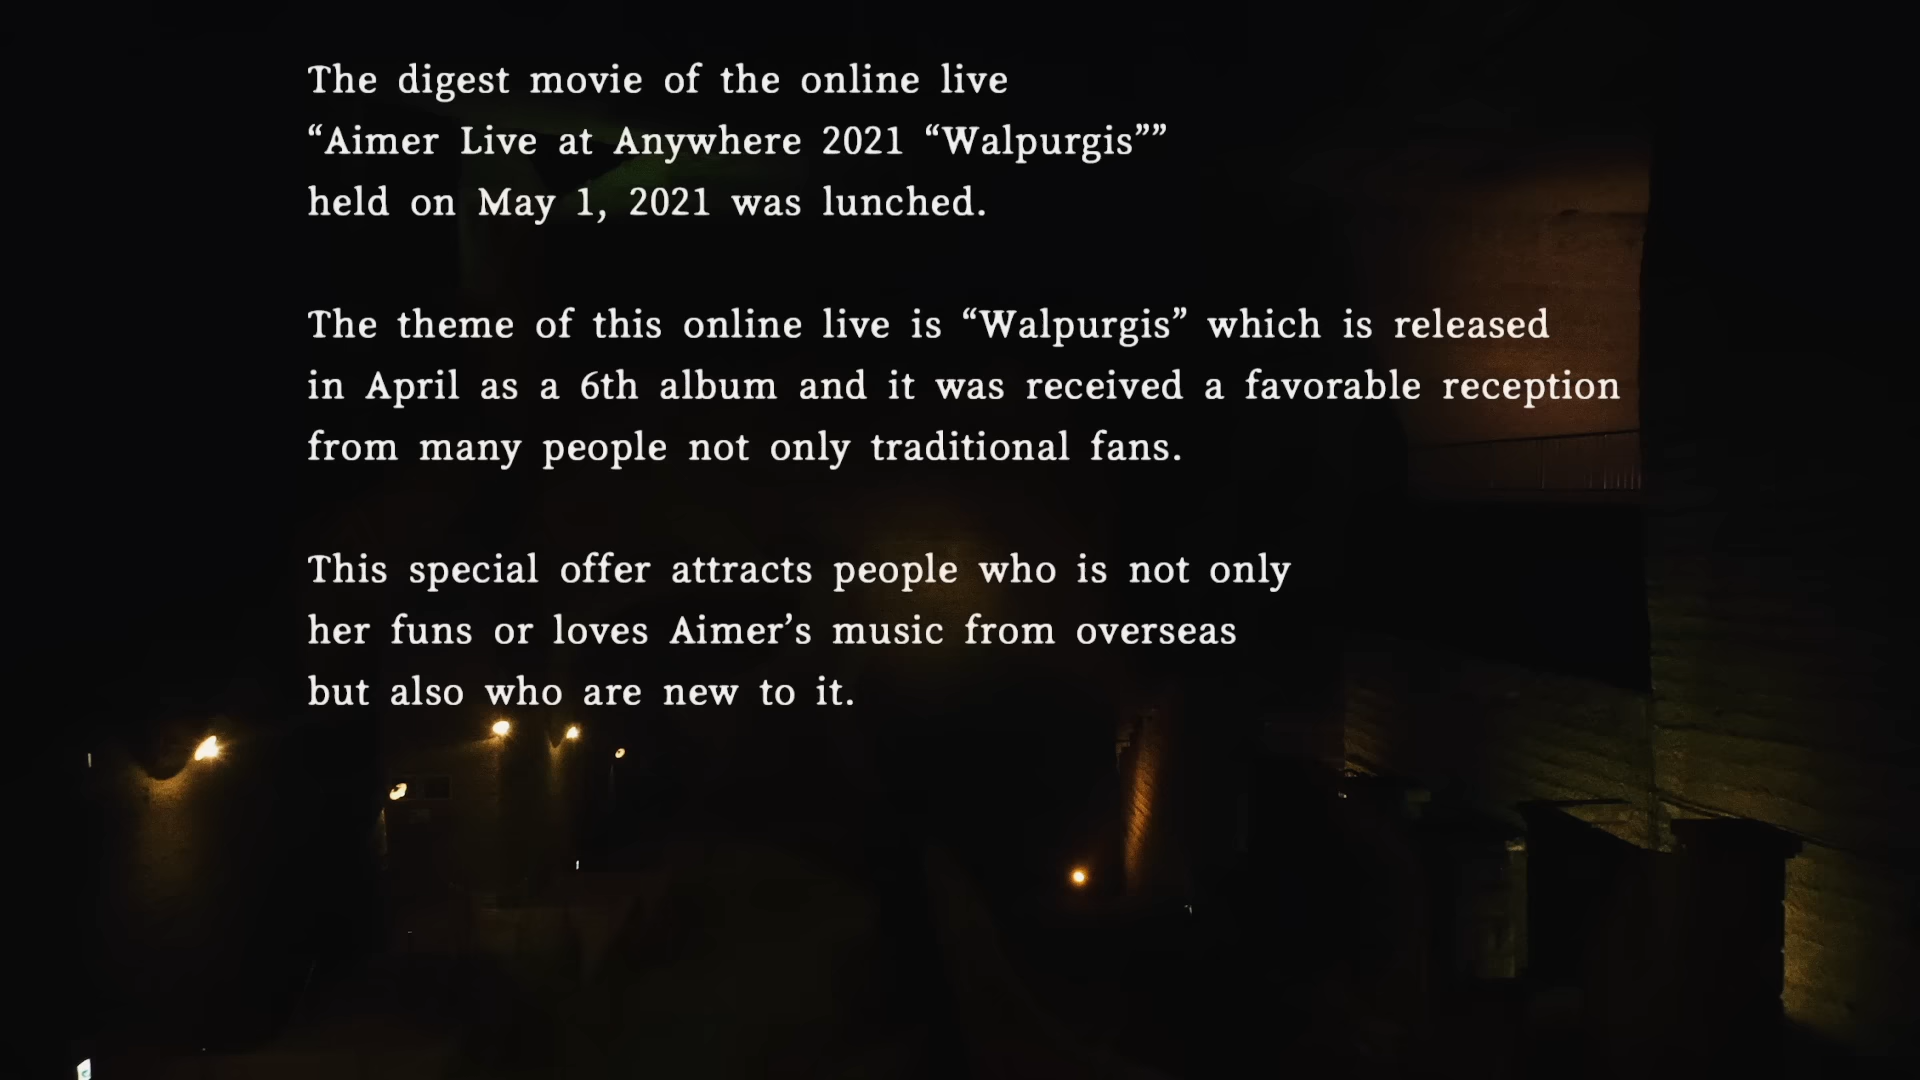 The digest movie of the online live
“Aimer Live at Anywhere 2021 “Walpurgis””
held on May 1, 2021 was lunched.
The theme of this online live is “Walpurgis” which is released
in April as a 6th album and it was received a favorable reception
from many people not only traditional fans.
This special offer attracts people who is not only
her funs or loves Aimer’s music from overseas
but also who are new to it.